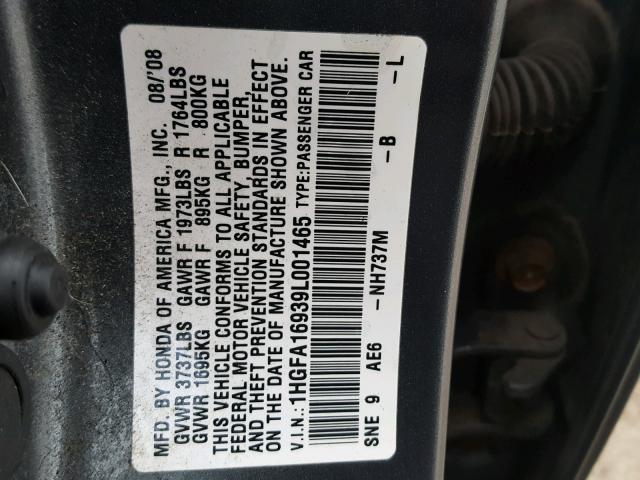 MFD. BY HONDA OF AMERICA MFG., INC. 08/'08
GVWR 3737LBS GAWR F 1973LBS R 1764LBS
GVWR 1695KG GAWR F 895KG R 800KG
THIS VEHICLE CONFORMS TO ALL APPLICABLE
FEDERAL MOTOR VEHICLE SAFETY, BUMPER,
AND THEFT PREVENTION STANDARDS IN EFFECT
ON THE DATE OF MANUFACTURE SHOWN ABOVE.
V.I.N.: 1HGFA16939L001465 TYPE:PASSENGER CAR
SNE 9 AE6 -NH737M -B -L